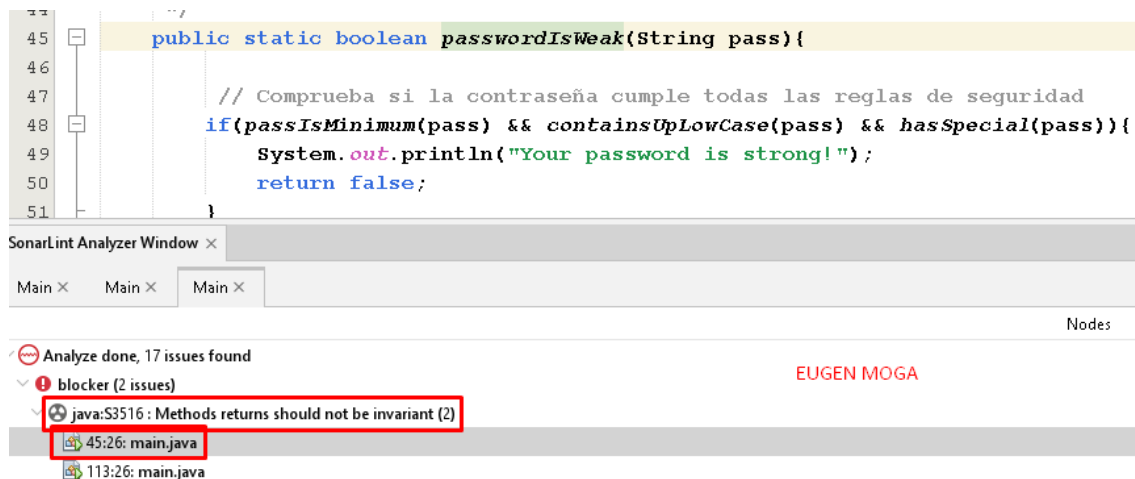 44 */
45 public static boolean passwordIsWeak(String pass){
46
47 // Comprueba si la contraseña cumple todas las reglas de seguridad
48 if(passIsMinimum(pass) && containsUpLowCase(pass) && hasSpecial(pass)){
49 System.out.println("Your password is strong!");
50 return false;
51 }
SonarLint Analyzer Window ×
Main × Main × Main ×
Nodes
Analyze done, 17 issues found
EUGEN MOGA
blocker (2 issues)
java:S3516 : Methods returns should not be invariant (2)
45:26: main.java
113:26: main.java